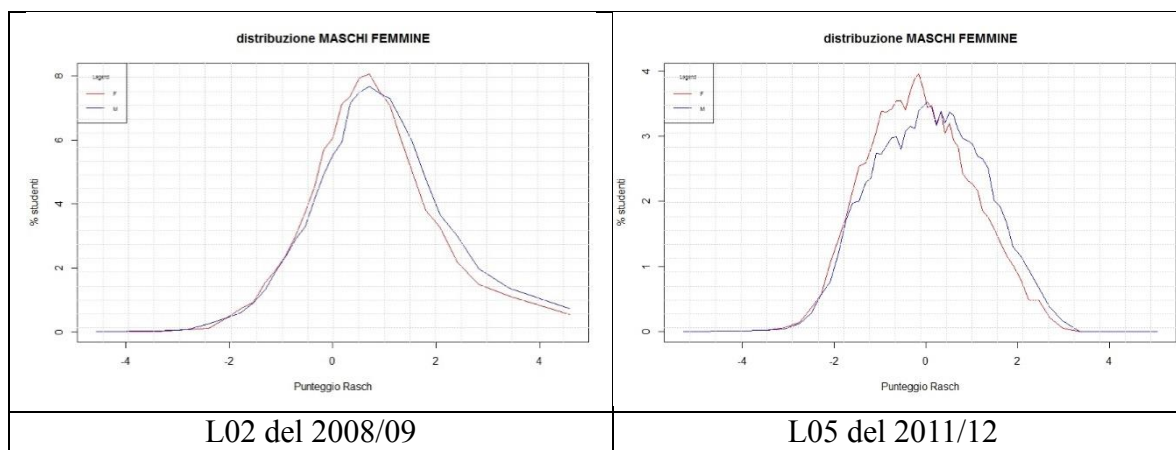 distribuzione MASCHI FEMMINE
Legend
F
M
% studenti
8
6
4
2
0
-4 -2 0 2 4
Punteggio Rasch
L02 del 2008/09
distribuzione MASCHI FEMMINE
Legend
F
M
% studenti
4
3
2
1
0
-4 -2 0 2 4
Punteggio Rasch
L05 del 2011/12